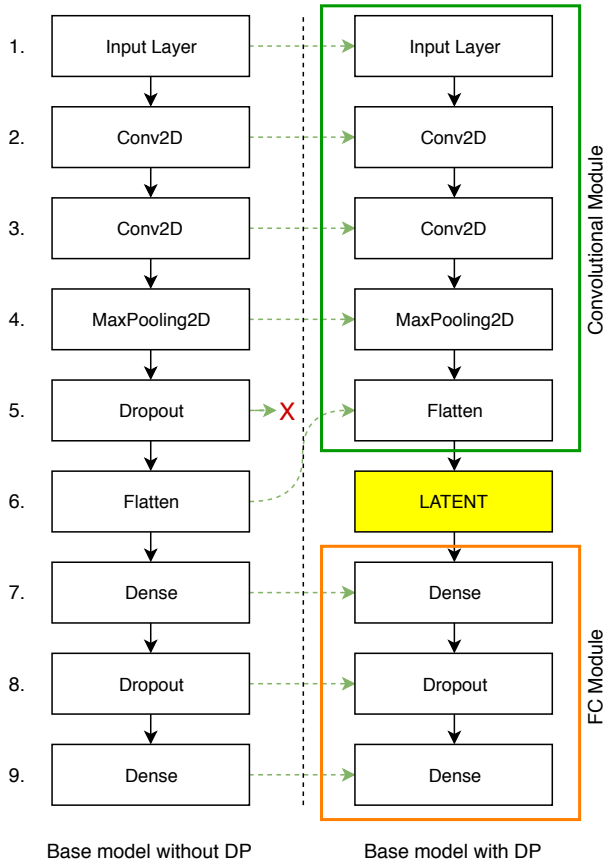 1. Input Layer Input Layer
2. Conv2D Conv2D
3. Conv2D Conv2D
4. MaxPooling2D MaxPooling2D
5. Dropout X Flatten
6. Flatten LATENT
7. Dense Dense
8. Dropout Dropout
9. Dense Dense
Convolutional Module
FC Module
Base model without DP Base model with DP